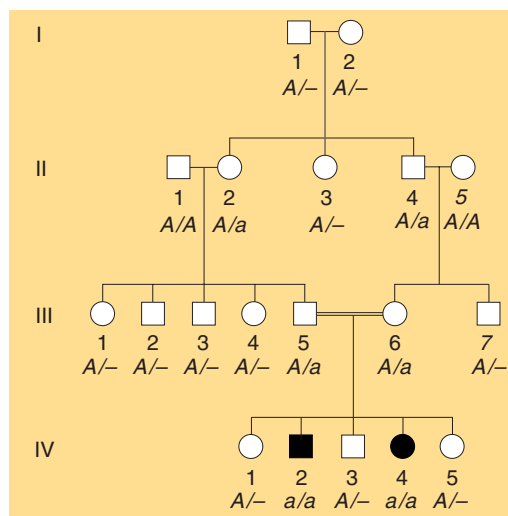 I
1 2
A/– A/–
II
1 2 3 4 5
A/A A/a A/– A/a A/A
III
1 2 3 4 5 6 7
A/– A/– A/– A/– A/a A/a A/–
IV
1 2 3 4 5
A/– a/a A/– a/a A/–